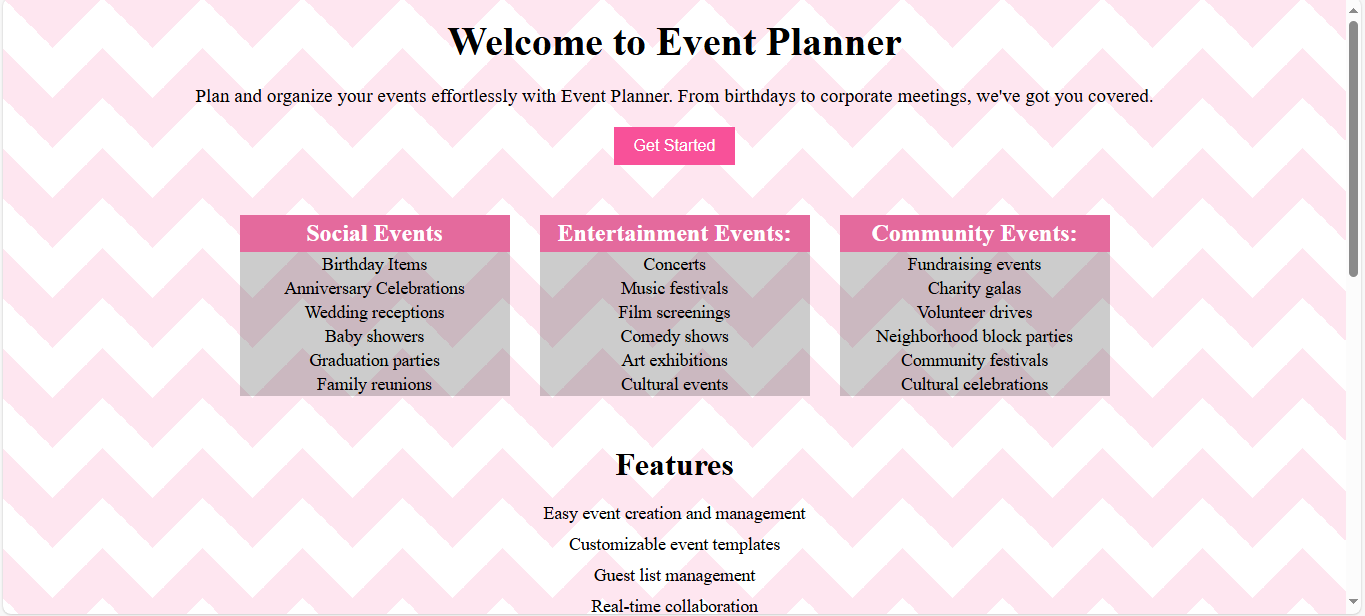 Welcome to Event Planner
Plan and organize your events effortlessly with Event Planner. From birthdays to corporate meetings, we've got you covered.
Get Started
Social Events
Birthday Items
Anniversary Celebrations
Wedding receptions
Baby showers
Graduation parties
Family reunions
Entertainment Events:
Concerts
Music festivals
Film screenings
Comedy shows
Art exhibitions
Cultural events
Community Events:
Fundraising events
Charity galas
Volunteer drives
Neighborhood block parties
Community festivals
Cultural celebrations
Features
Easy event creation and management
Customizable event templates
Guest list management
Real-time collaboration